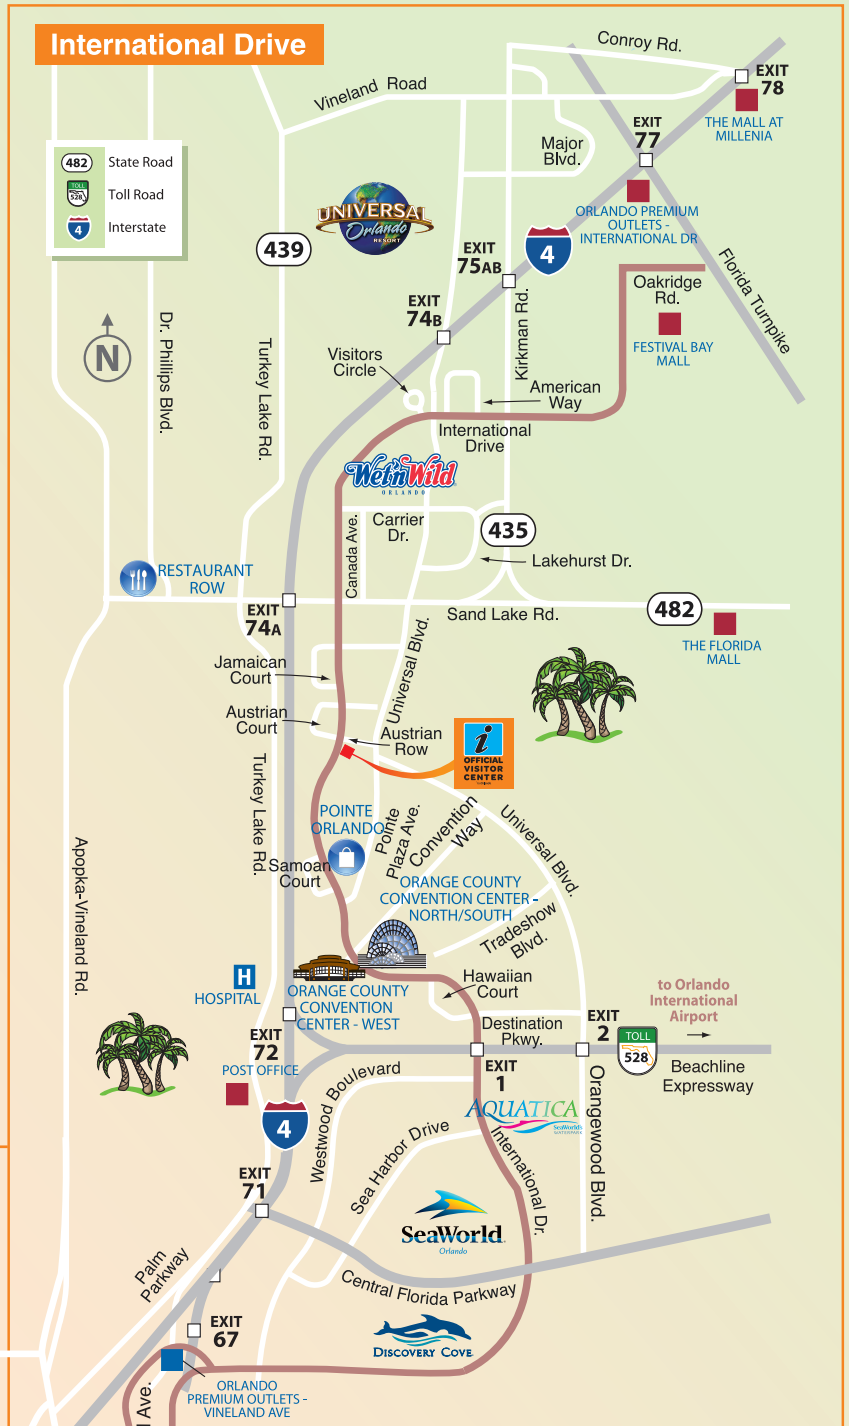 International Drive
Conroy Rd.
EXIT
78
THE MALL AT
MILLENIA
Vineland Road
EXIT
77
Major
Blvd.
482 State Road
TOLL
528
Toll Road
4 Interstate
UNIVERSAL
Orlando
RESORT
439
ORLANDO PREMIUM
OUTLETS -
INTERNATIONAL DR
EXIT
75AB
4
Florida Turnpike
Oakridge
Rd.
EXIT
74B
Kirkman Rd.
N
Dr. Phillips Blvd.
Turkey Lake Rd.
FESTIVAL BAY
MALL
Visitors
Circle
American
Way
International
Drive
Wet'n Wild
ORLANDO
Canada Ave.
Carrier
Dr.
435
Lakehurst Dr.
RESTAURANT
ROW
EXIT
74A
Sand Lake Rd.
482
THE FLORIDA
MALL
Universal Blvd.
Jamaican
Court
Austrian
Court
Austrian
Row
i
OFFICIAL
VISITOR
CENTER
Turkey Lake Rd.
POINTE
ORLANDO
Pointe
Plaza Ave.
Convention
Way
Universal Blvd.
Apopka-Vineland Rd.
Samoan
Court
ORANGE COUNTY
CONVENTION CENTER -
NORTH/SOUTH
Tradeshow
Blvd.
H
HOSPITAL
ORANGE COUNTY
CONVENTION
CENTER - WEST
Hawaiian
Court
to Orlando
International
Airport
EXIT
72
POST OFFICE
Destination
Pkwy.
EXIT
2
TOLL
528
Beachline
Expressway
EXIT
1
AQUATICA
SeaWorld's
WATERPARK
Orangewood Blvd.
4
Westwood Boulevard
Sea Harbor Drive
International Dr.
EXIT
71
SeaWorld
Orlando
Palm
Parkway
Central Florida Parkway
EXIT
67
DISCOVERY COVE
ORLANDO
PREMIUM OUTLETS -
VINELAND AVE
Ave.